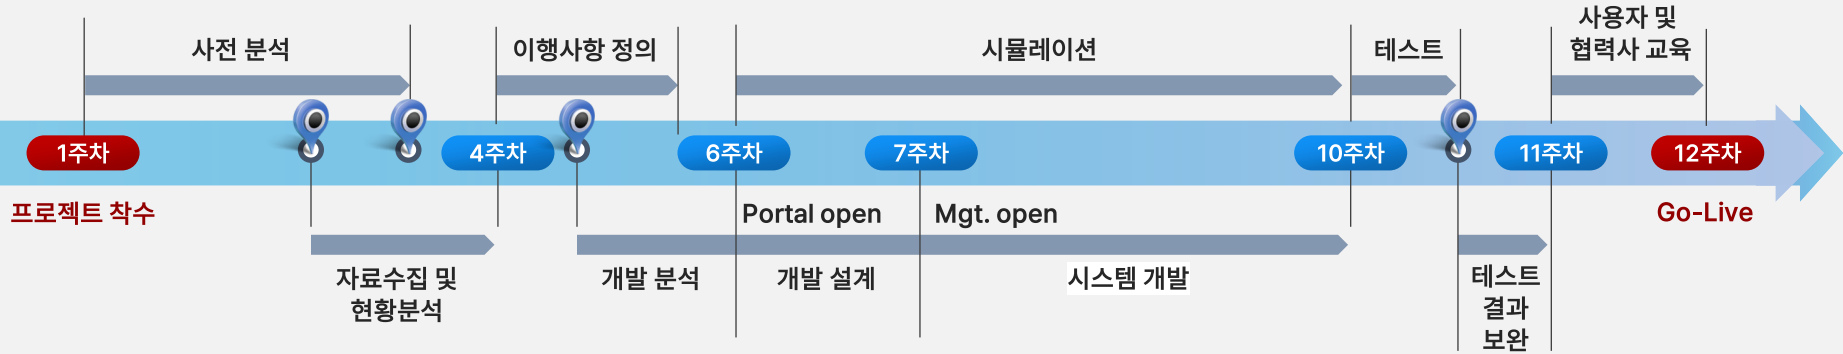 사전 분석
이행사항 정의
시뮬레이션
테스트
사용자 및
협력사 교육
1주차
4주차
6주차
7주차
10주차
11주차
12주차
프로젝트 착수
Portal open
Mgt. open
Go-Live
자료수집 및
현황분석
개발 분석
개발 설계
시스템 개발
테스트
결과
보완